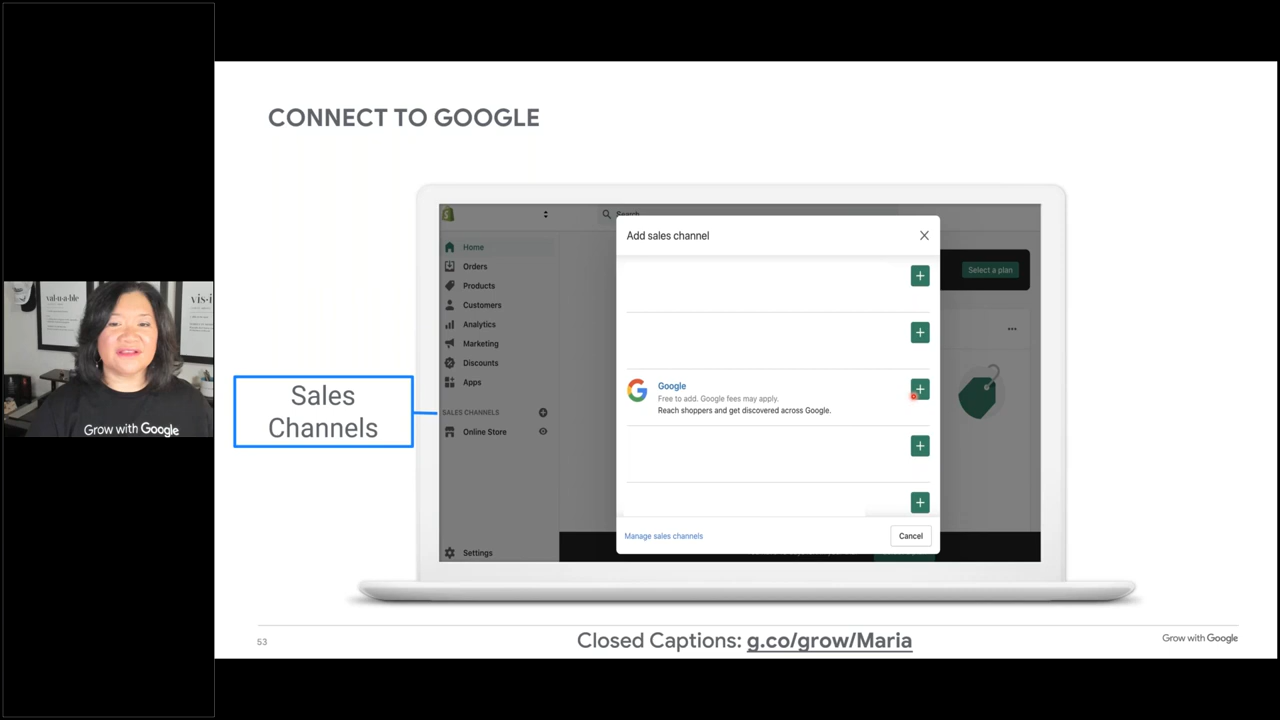 CONNECT TO GOOGLE
Search
Home
Orders
Products
Customers
Analytics
Marketing
Discounts
Apps
SALES CHANNELS
Online Store
Settings
Sales
Channels
Add sales channel
Select a plan
Google
Free to add. Google fees may apply.
Reach shoppers and get discovered across Google.
Manage sales channels
Cancel
val·u·a·ble
vis·i
Grow with Google
53
Closed Captions: g.co/grow/Maria
Grow with Google